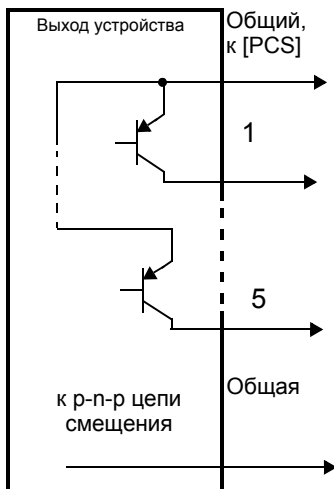 Выход устройства
Общий,
к [PCS]
1
5
Общая
к p-n-p цепи
смещения